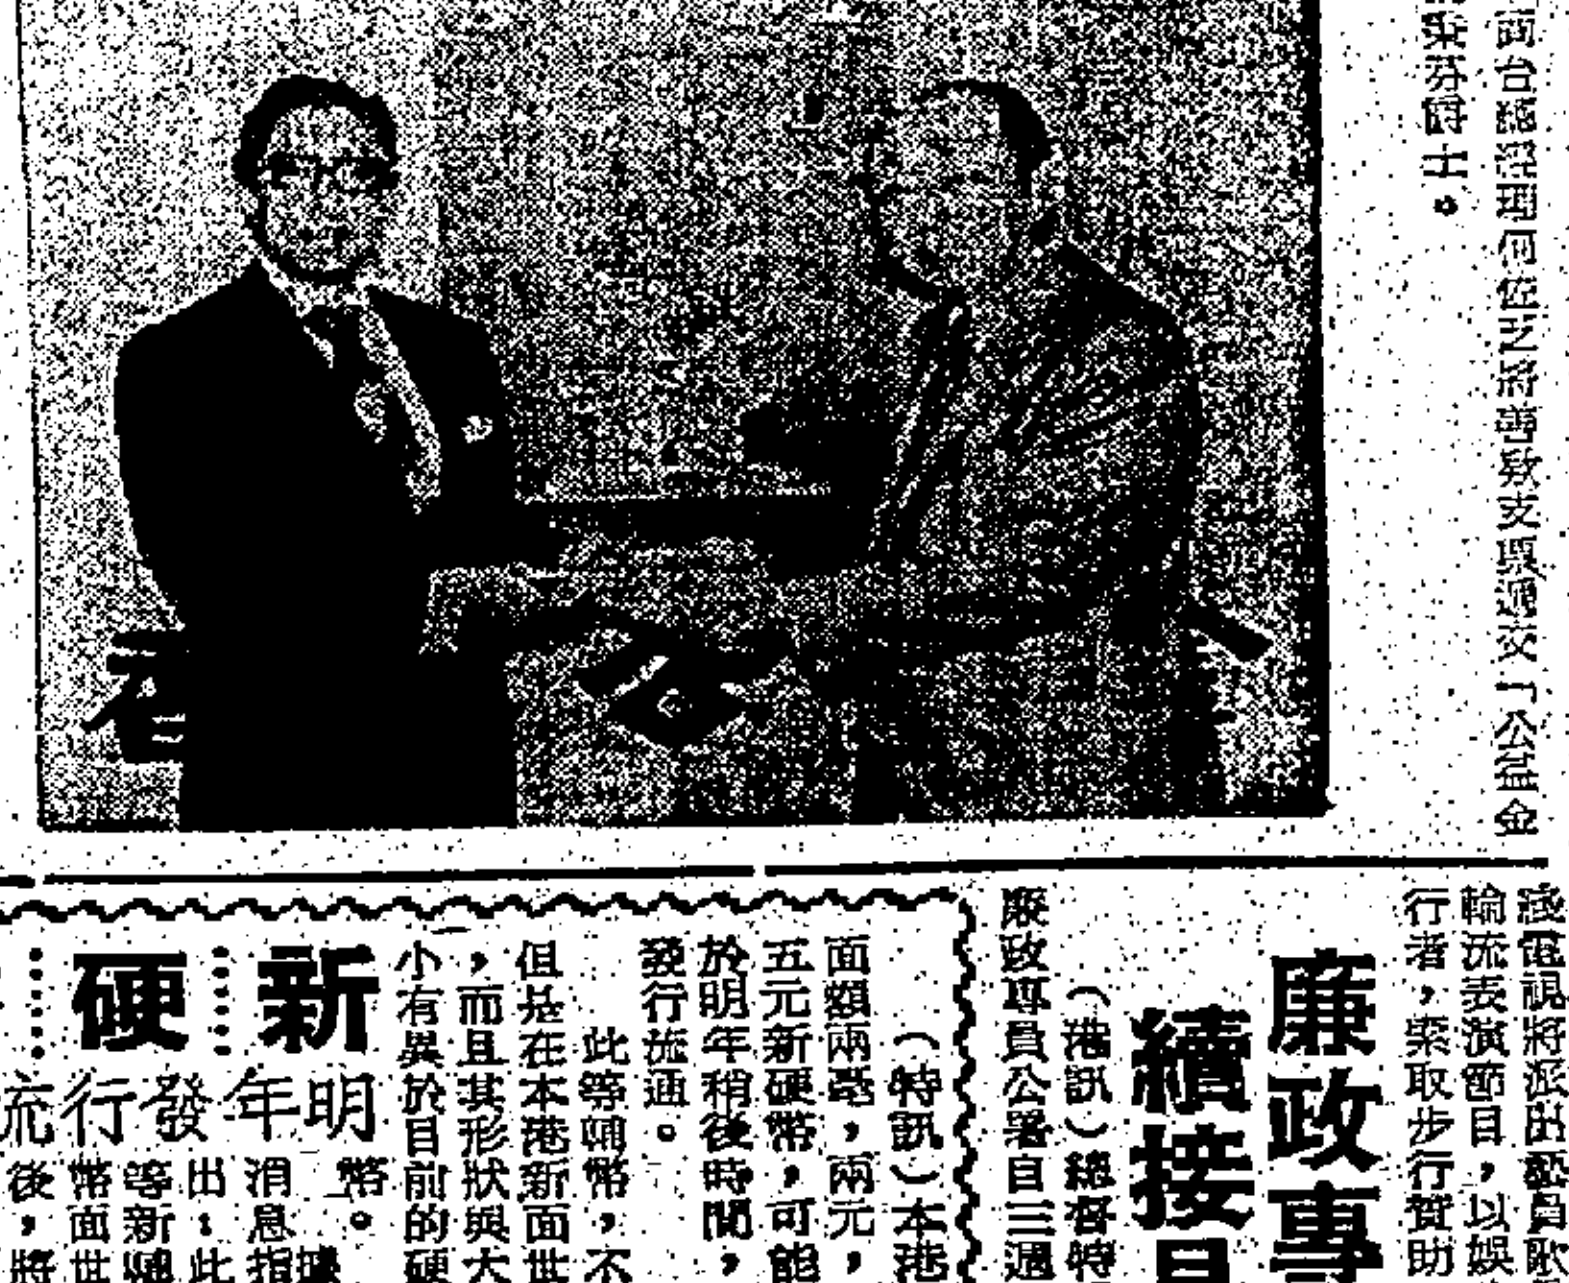 兩台總經理何佐芝將善款支票遞交「公益金
芬爵士。
淺電視將派出藝員歌
輪流表演節目，以娛
行者，索取步行賛助
廉政專
續接
（港訊）總督特
廉政專員公署自三週
（特訊）本港
面額兩毫，兩元，
五元新硬幣，可能
於明年稍後時間，
發行流通。
此等輔幣，不
但是在本港新面世
，而且其形狀與大
小有異於目前的硬
幣。
新硬
明年發行流
據
消息指
出：此
等新
幣面世
後，將